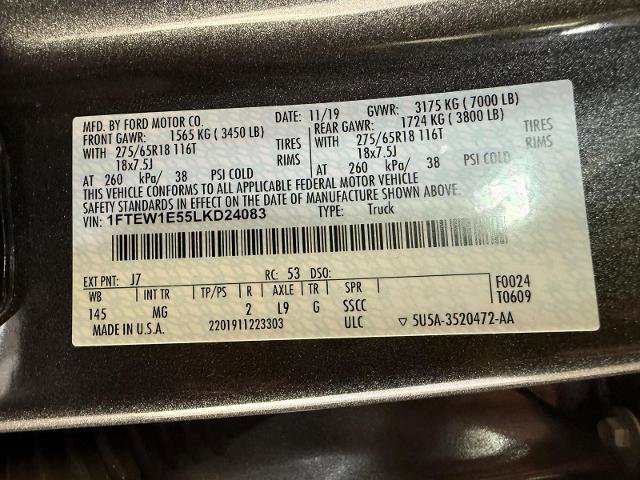 MFD. BY FORD MOTOR CO. DATE: 11/19 GVWR: 3175 KG ( 7000 LB)
FRONT GAWR: 1565 KG ( 3450 LB) REAR GAWR: 1724 KG ( 3800 LB)
WITH 275/65R18 116T TIRES WITH 275/65R18 116T TIRES
18x7.5J RIMS 18x7.5J RIMS
AT 260 kPa/ 38 PSI COLD AT 260 kPa/ 38 PSI COLD
THIS VEHICLE CONFORMS TO ALL APPLICABLE FEDERAL MOTOR VEHICLE
SAFETY STANDARDS IN EFFECT ON THE DATE OF MANUFACTURE SHOWN ABOVE.
VIN: 1FTEW1E55LKD24083 TYPE: Truck
EXT PNT: J7 RC: 53 DSO: F0024
WB INT TR TP/PS R AXLE TR SPR T0609
145 MG 2 L9 G SSCC
MADE IN U.S.A. 2201911223303 ULC ▽ 5U5A-3520472-AA